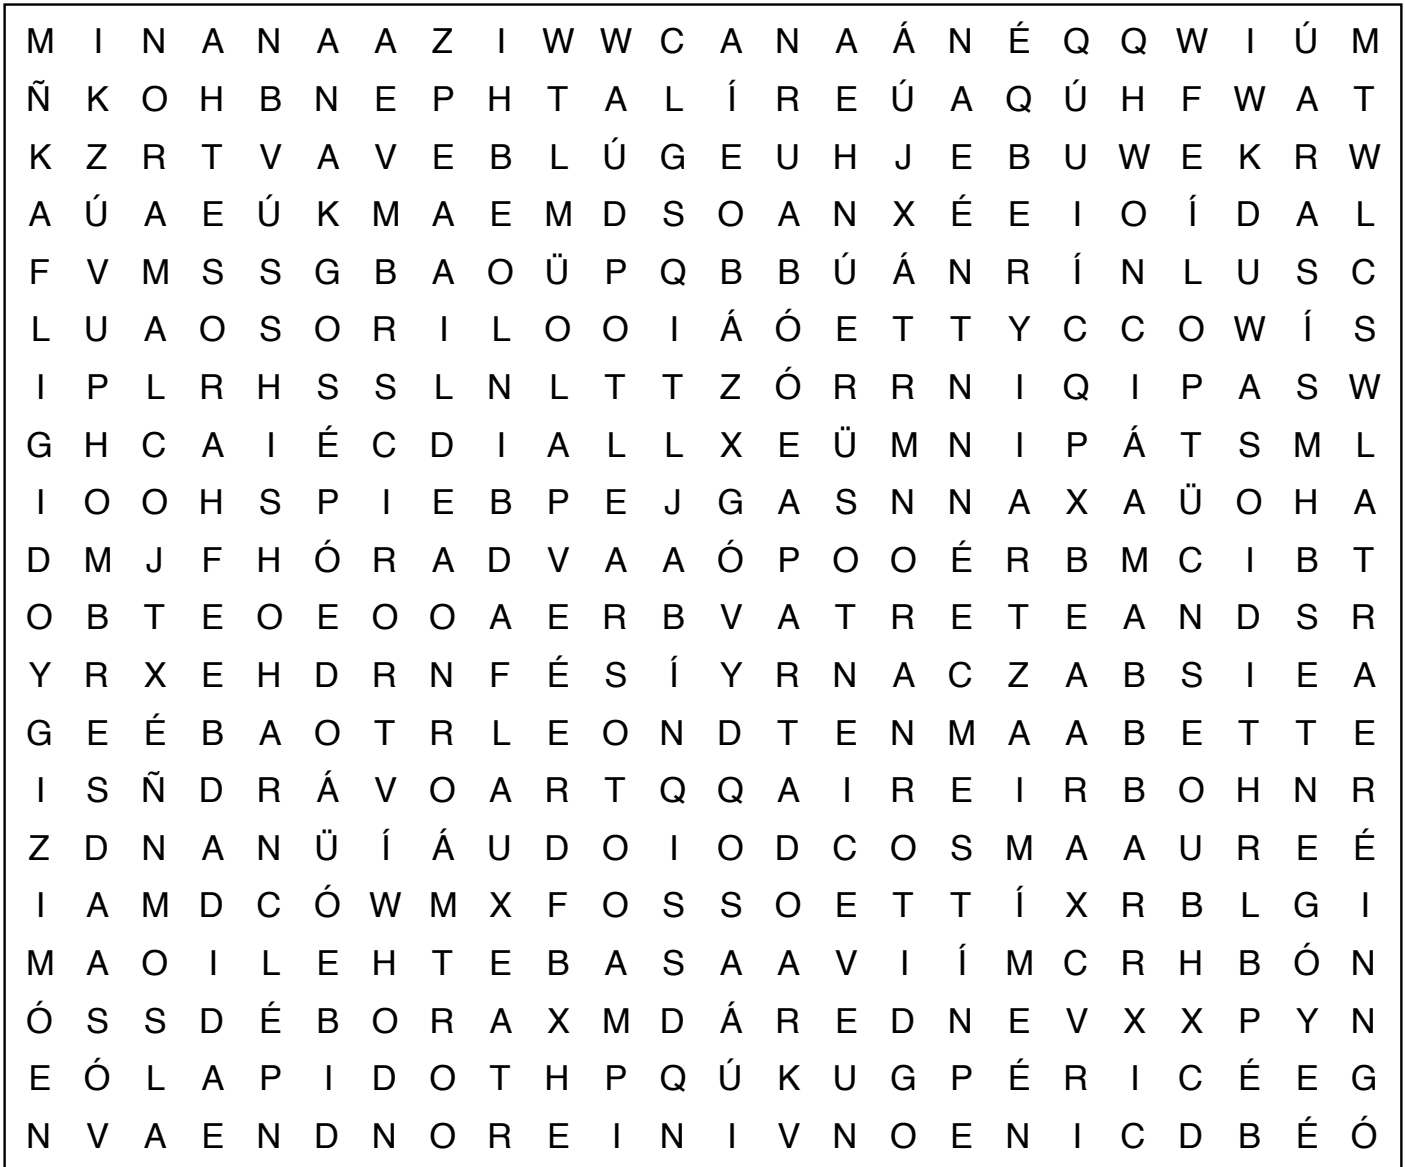 M I N A N A A Z I W W C A N A Á N É Q Q W I Ú M
Ñ K O H B N E P H T A L Í R E Ú A Q Ú H F W A T
K Z R T V A V E B L Ú G E U H J E B U W E K R W
A Ú A E Ú K M A E M D S O A N X É E I O Í D A L
F V M S S G B A O Ü P Q B B Ú Á N R Í N L U S C
L U A O S O R I L O O I Á Ó E T T Y C C O W Í S
I P L R H S S L N L T T Z Ó R R N I Q I P A S W
G H C A I É C D I A L L X E Ü M N I P Á T S M L
I O O H S P I E B P E J G A S N N A X A Ü O H A
D M J F H Ó R A D V A A Ó P O O É R B M C I B T
O B T E O E O O A E R B V A T R E T E A N D S R
Y R X E H D R N F É S Í Y R N A C Z A B S I E A
G E É B A O T R L E O N D T E N M A A B E T T E
I S Ñ D R Á V O A R T Q Q A I R E I R B O H N R
Z D N A N Ü Í Á U D O I O D C O S M A A U R E É
I A M D C Ó W M X F O S S O E T T Í X R B L G I
M A O I L E H T E B A S A A V I Í M C R H B Ó N
Ó S S D É B O R A X M D Á R E D N E V X X P Y N
E Ó L A P I D O T H P Q Ú K U G P É R I C É E G
N V A E N D N O R E I N I V N O E N I C D B É Ó